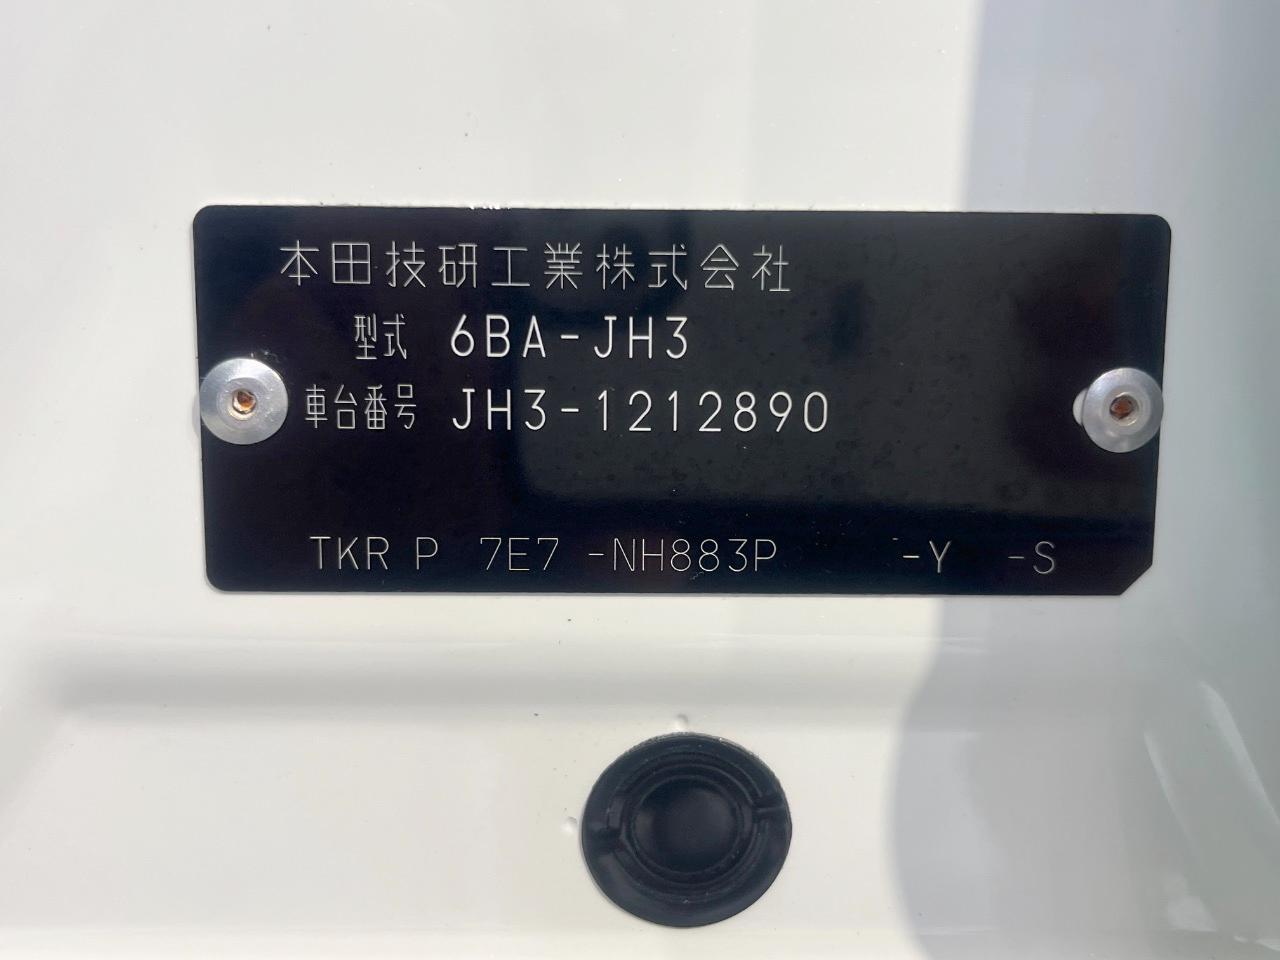 本田技研工業株式会社
型式 6BA-JH3
車台番号 JH3-1212890
TKR P 7E7 -NH883P -Y -S